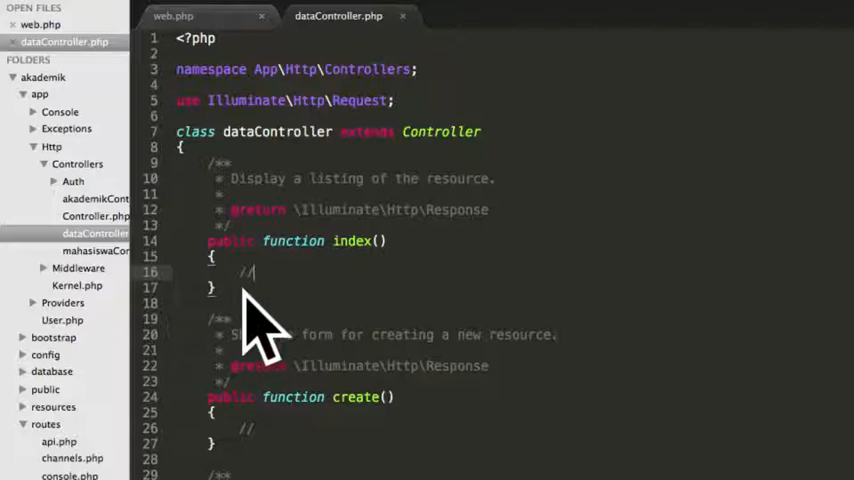 OPEN FILES
web.php
dataController.php
FOLDERS
akademik
app
Console
Exceptions
Http
Controllers
Auth
akademikCont
Controller.php
dataController
mahasiswaCor
Middleware
Kernel.php
Providers
User.php
bootstrap
config
database
public
resources
routes
api.php
channels.php
console.php
web.php × dataController.php ×
1 <?php
2
3 namespace App\Http\Controllers;
4
5 use Illuminate\Http\Request;
6
7 class dataController extends Controller
8 {
9 /**
10 * Display a listing of the resource.
11 *
12 * @return \Illuminate\Http\Response
13 */
14 public function index()
15 {
16 //
17 }
18
19 /**
20 * form for creating a new resource.
21 *
22 * \Illuminate\Http\Response
23 */
24 public function create()
25 {
26 //
27 }
28
29 /**